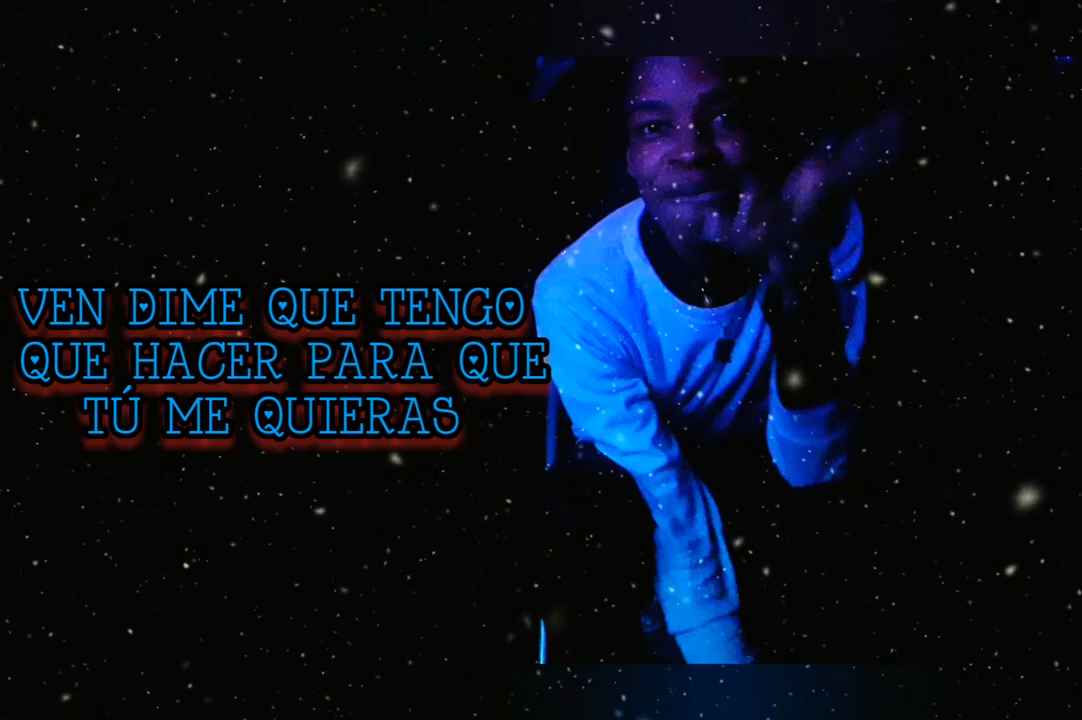 VEN DIME QUE TENGO
QUE HACER PARA QUE
TÚ ME QUIERAS